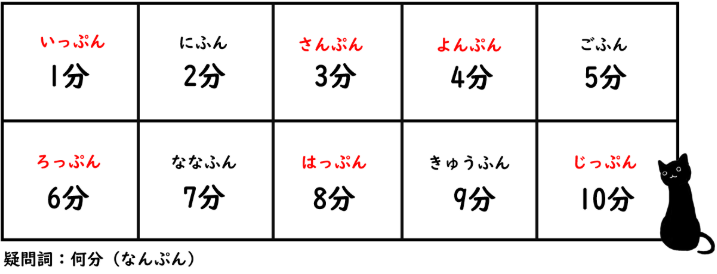 いっぷん にふん さんぷん よんぷん ごふん
1分 2分 3分 4分 5分
ろっぷん ななふん はっぷん きゅうふん じっぷん
6分 7分 8分 9分 10分
疑問詞：何分（なんぷん）